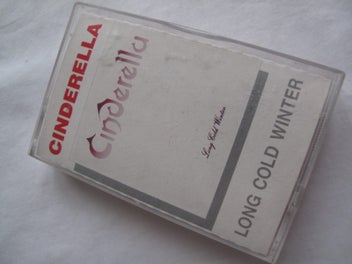 CINDERELLA
Cinderella
Long Cold Winter
LONG COLD WINTER